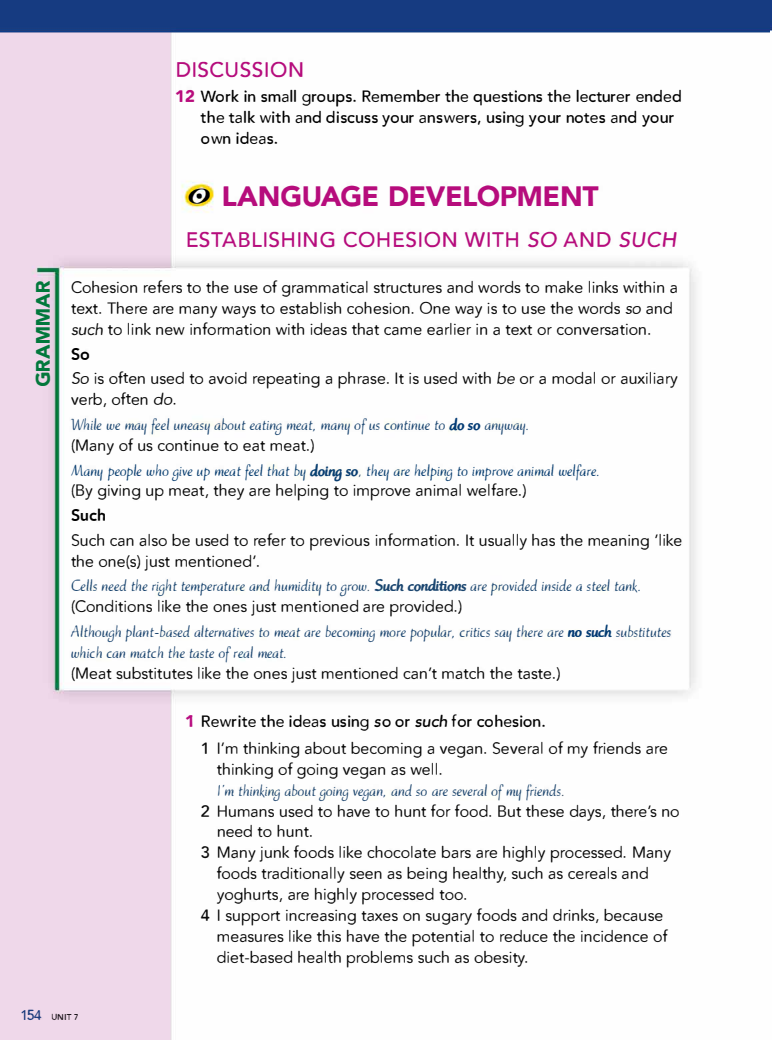 DISCUSSION
12 Work in small groups. Remember the questions the lecturer ended
the talk with and discuss your answers, using your notes and your
own ideas.
LANGUAGE DEVELOPMENT
ESTABLISHING COHESION WITH SO AND SUCH
GRAMMAR
Cohesion refers to the use of grammatical structures and words to make links within a
text. There are many ways to establish cohesion. One way is to use the words so and
such to link new information with ideas that came earlier in a text or conversation.
So
So is often used to avoid repeating a phrase. It is used with be or a modal or auxiliary
verb, often do.
While we may feel uneasy about eating meat, many of us continue to do so anyway.
(Many of us continue to eat meat.)
Many people who give up meat feel that by doing so, they are helping to improve animal welfare.
(By giving up meat, they are helping to improve animal welfare.)
Such
Such can also be used to refer to previous information. It usually has the meaning 'like
the one(s) just mentioned'.
Cells need the right temperature and humidity to grow. Such conditions are provided inside a steel tank.
(Conditions like the ones just mentioned are provided.)
Although plant-based alternatives to meat are becoming more popular, critics say there are no such substitutes
which can match the taste of real meat.
(Meat substitutes like the ones just mentioned can't match the taste.)
1 Rewrite the ideas using so or such for cohesion.
1 I'm thinking about becoming a vegan. Several of my friends are
thinking of going vegan as well.
I'm thinking about going vegan, and so are several of my friends.
2 Humans used to have to hunt for food. But these days, there's no
need to hunt.
3 Many junk foods like chocolate bars are highly processed. Many
foods traditionally seen as being healthy, such as cereals and
yoghurts, are highly processed too.
4 I support increasing taxes on sugary foods and drinks, because
measures like this have the potential to reduce the incidence of
diet-based health problems such as obesity.
154 UNIT 7